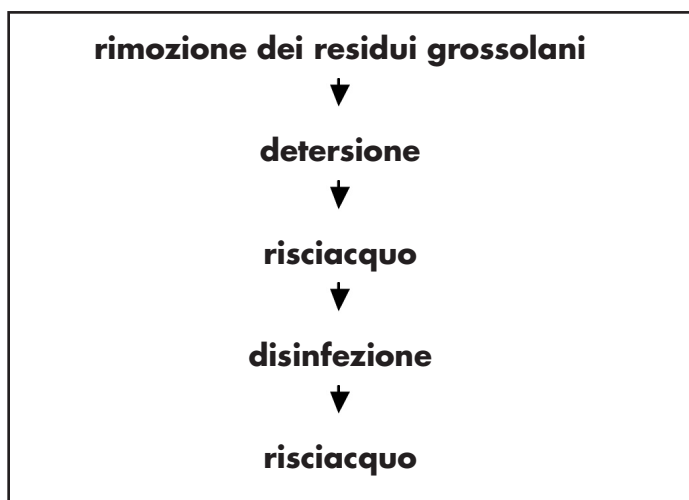 rimozione dei residui grossolani
detersione
risciacquo
disinfezione
risciacquo